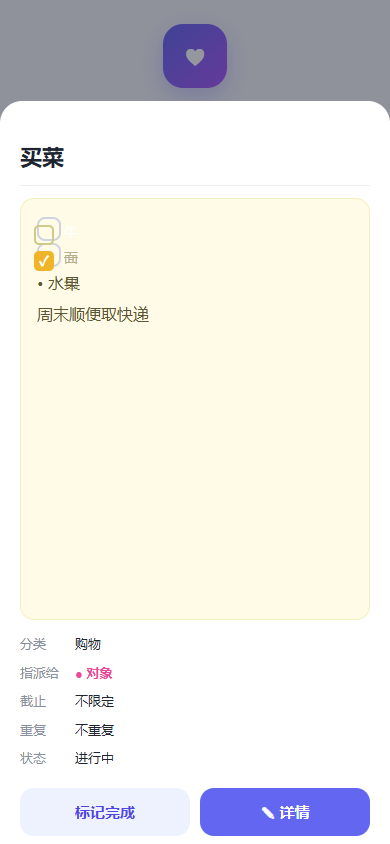 买菜
面
• 水果
周末顺便取快递
分类 购物
指派给 ● 对象
截止 不限定
重复 不重复
状态 进行中
标记完成
详情